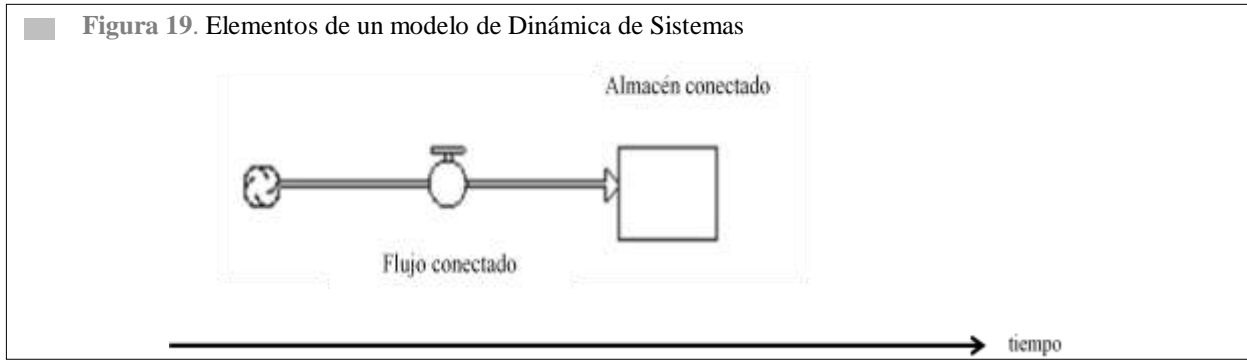 Figura 19. Elementos de un modelo de Dinámica de Sistemas
Almacén conectado
Flujo conectado
tiempo